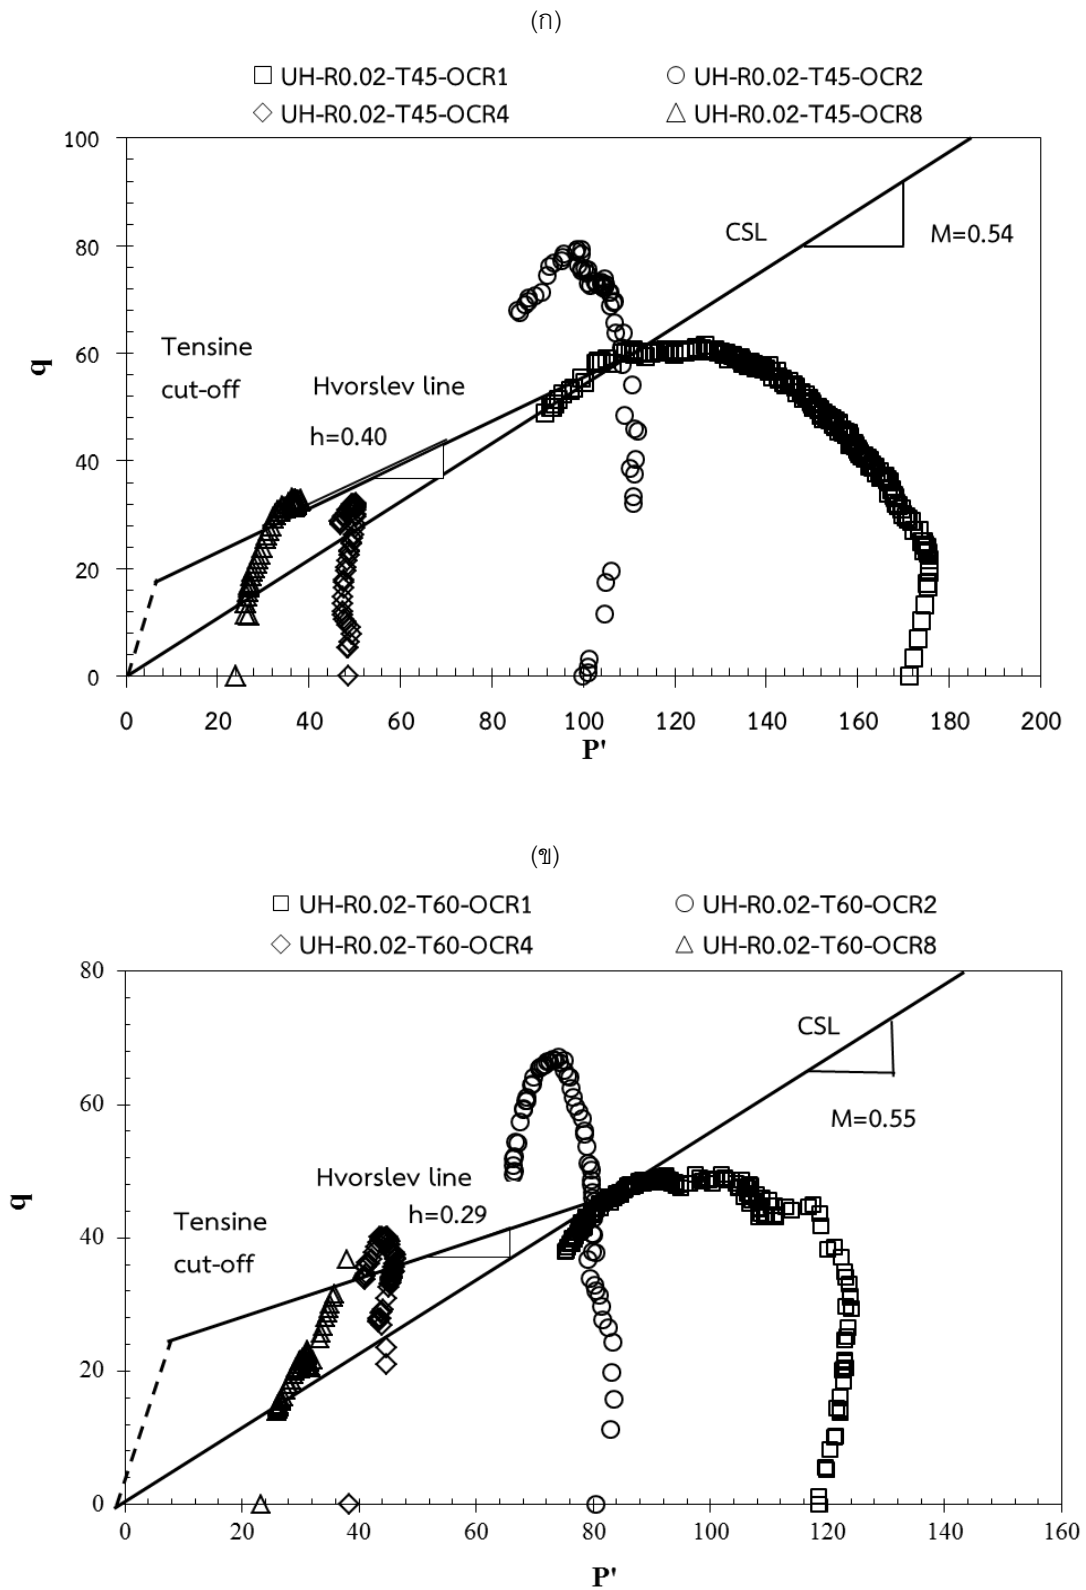 (ก)
UH-R0.02-T45-OCR1 UH-R0.02-T45-OCR2
UH-R0.02-T45-OCR4 UH-R0.02-T45-OCR8
100
80
60
40
20
0
q
CSL
M=0.54
Tensine
cut-off
Hvorslev line
h=0.40
0 20 40 60 80 100 120 140 160 180 200
P'
(ข)
UH-R0.02-T60-OCR1 UH-R0.02-T60-OCR2
UH-R0.02-T60-OCR4 UH-R0.02-T60-OCR8
80
60
40
20
0
q
CSL
M=0.55
Hvorslev line
h=0.29
Tensine
cut-off
0 20 40 60 80 100 120 140 160
P'